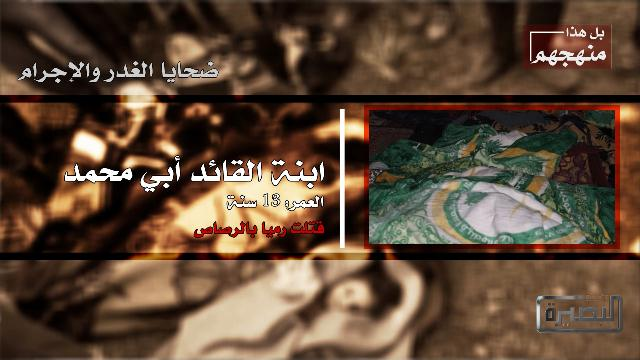 بل هذا
منهجهم
ضحايا الغدر والإجرام
ابنة القائد أبي محمد
العمر: 13 سنة
قتلت رميا بالرصاص
البصيرة